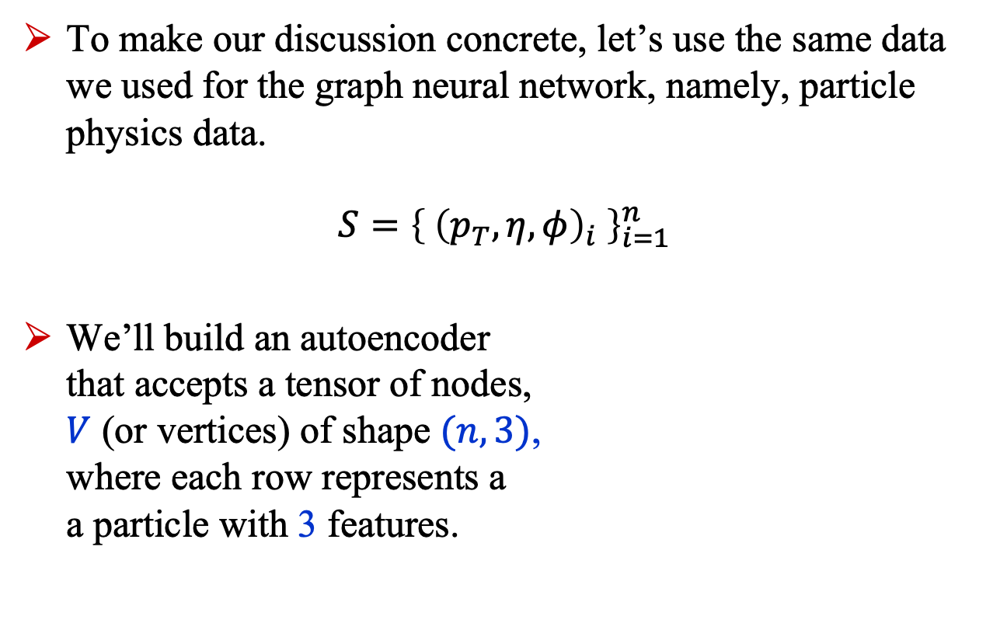 ➢ To make our discussion concrete, let’s use the same data
we used for the graph neural network, namely, particle
physics data.
𝑆 = { (𝑝_𝑇, 𝜂, 𝜙)_𝑖 }_{𝑖=1}^𝑛
➢ We’ll build an autoencoder
that accepts a tensor of nodes,
𝑉 (or vertices) of shape (𝑛, 3),
where each row represents a
a particle with 3 features.